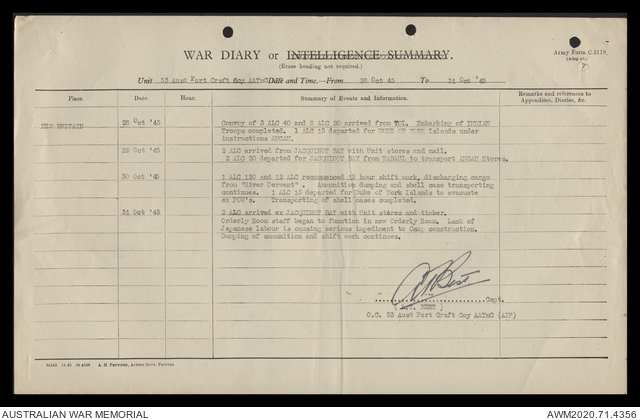 WAR DIARY or INTELLIGENCE SUMMARY.
(Erase heading not required.)
Army Form C.2118.
Unit 53 Aust Port Craft Coy AATnC Date and Time.—From 28 Oct 45 To 31 Oct '45
Place. Date. Hour. Summary of Events and Information. Remarks and references to Appendices, Diaries, &c.
NEW BRITAIN 28 Oct '45 Convoy of 3 ALC 40 and 6 ALC 20 arrived from TOL. Embarking of INDIAN
Troops completed. 1 ALC 15 departed for DUKE OF YORK Islands under
instructions ANGAU.
29 Oct '45 2 ALC arrived from JACQUINOT BAY with Unit stores and mail.
2 ALC 20 departed for JACQUINOT BAY from RABAUL to transport ANGAU Stores.
30 Oct '45 1 ALC 120 and 12 ALC recommenced hour shift work, discharging cargo
from "River Derwent". Ammunition dumping and shell case transporting
continues. 1 ALC 15 departed for Duke of York Islands to evacuate
ex POW's. Transporting of shell cases completed.
31 Oct '45 2 ALC arrived ex JACQUINOT BAY with Unit stores and timber.
Orderly Room staff began to function in new Orderly Room. Lack of
Japanese labour is causing serious impediment to Camp construction.
Dumping of ammunition and shift work continues.
Capt.
BEST )
O.C. 53 Aust Port Craft Coy AATnC (AIF)
AUSTRALIAN WAR MEMORIAL
AWM2020.71.4356